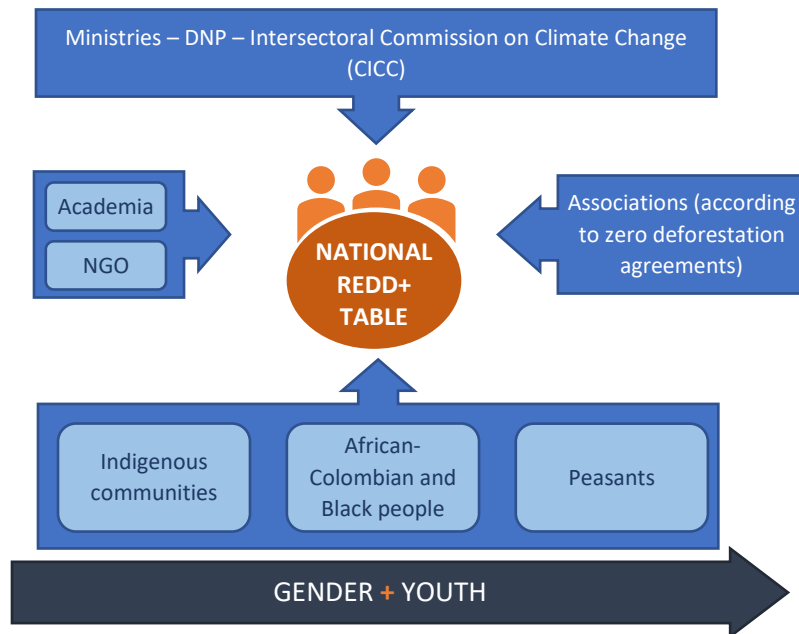 Ministries – DNP – Intersectoral Commission on Climate Change
(CICC)
Academia
NGO
NATIONAL
REDD+
TABLE
Associations (according
to zero deforestation
agreements)
Indigenous
communities
African-
Colombian and
Black people
Peasants
GENDER + YOUTH